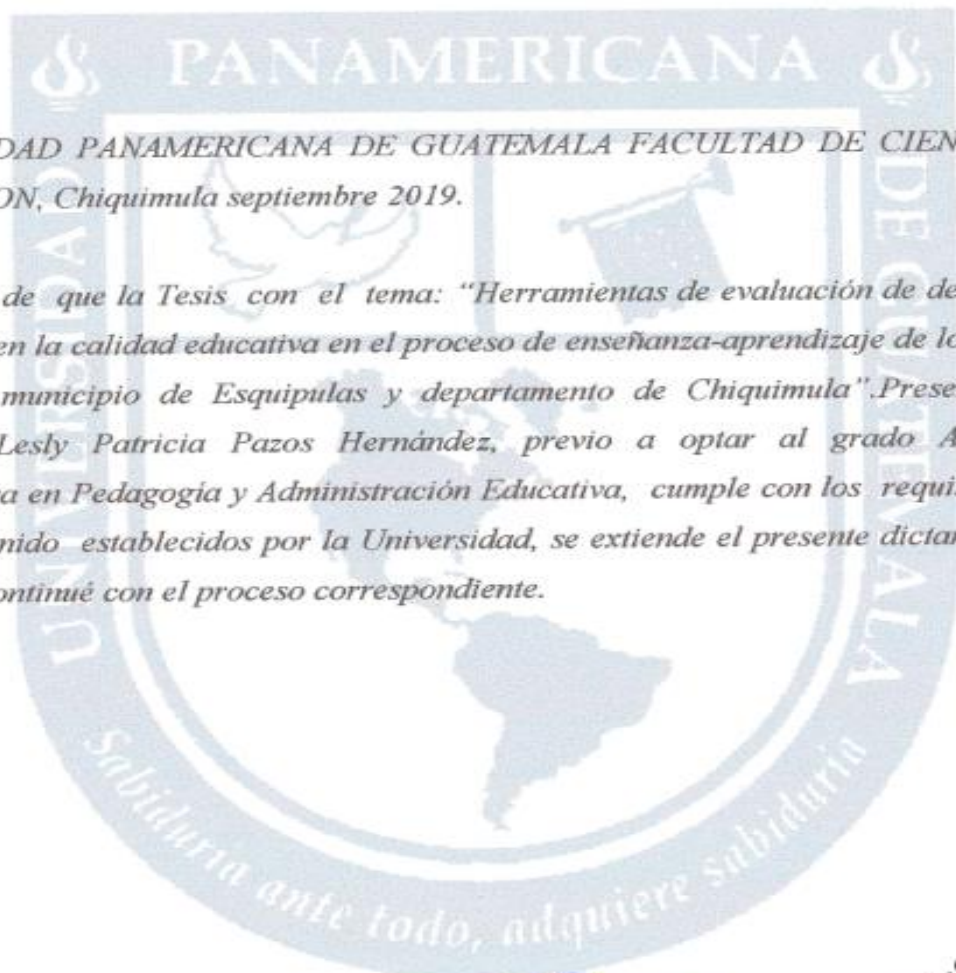 PANAMERICANA
DAD PANAMERICANA DE GUATEMALA FACULTAD DE CIEN
ON, Chiquimula septiembre 2019.
de que la Tesis con el tema: “Herramientas de evaluación de de
en la calidad educativa en el proceso de enseñanza-aprendizaje de lo
municipio de Esquipulas y departamento de Chiquimula”.Prese
Lesly Patricia Pazos Hernández, previo a optar al grado A
a en Pedagogía y Administración Educativa, cumple con los requi
nido establecidos por la Universidad, se extiende el presente dictar
ontinué con el proceso correspondiente.
UNIVERSIDAD
DE GUATEMALA
Sabiduría ante todo, adquiere sabiduría